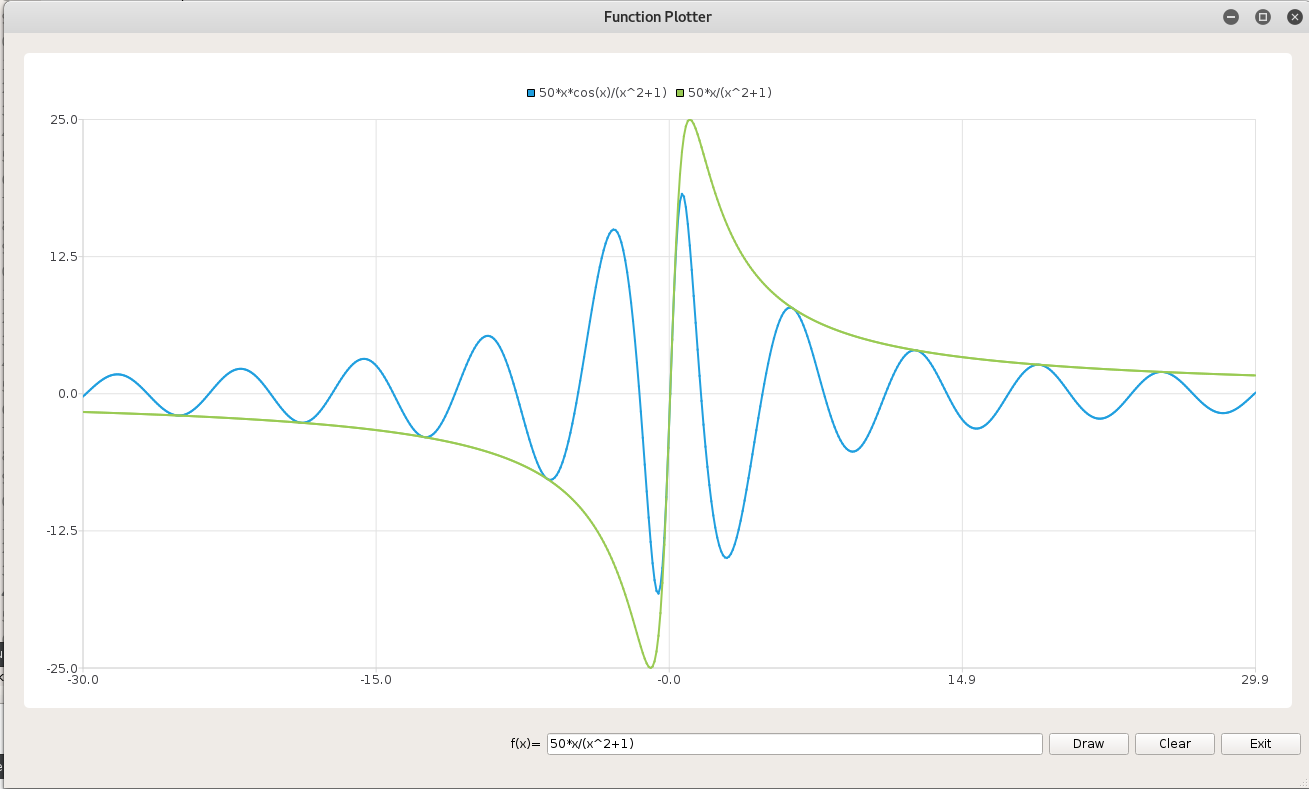 Function Plotter
50*x*cos(x)/(x^2+1) 50*x/(x^2+1)
25.0
12.5
0.0
-12.5
-25.0
-30.0 -15.0 -0.0 14.9 29.9
f(x)= 50*x/(x^2+1) Draw Clear Exit